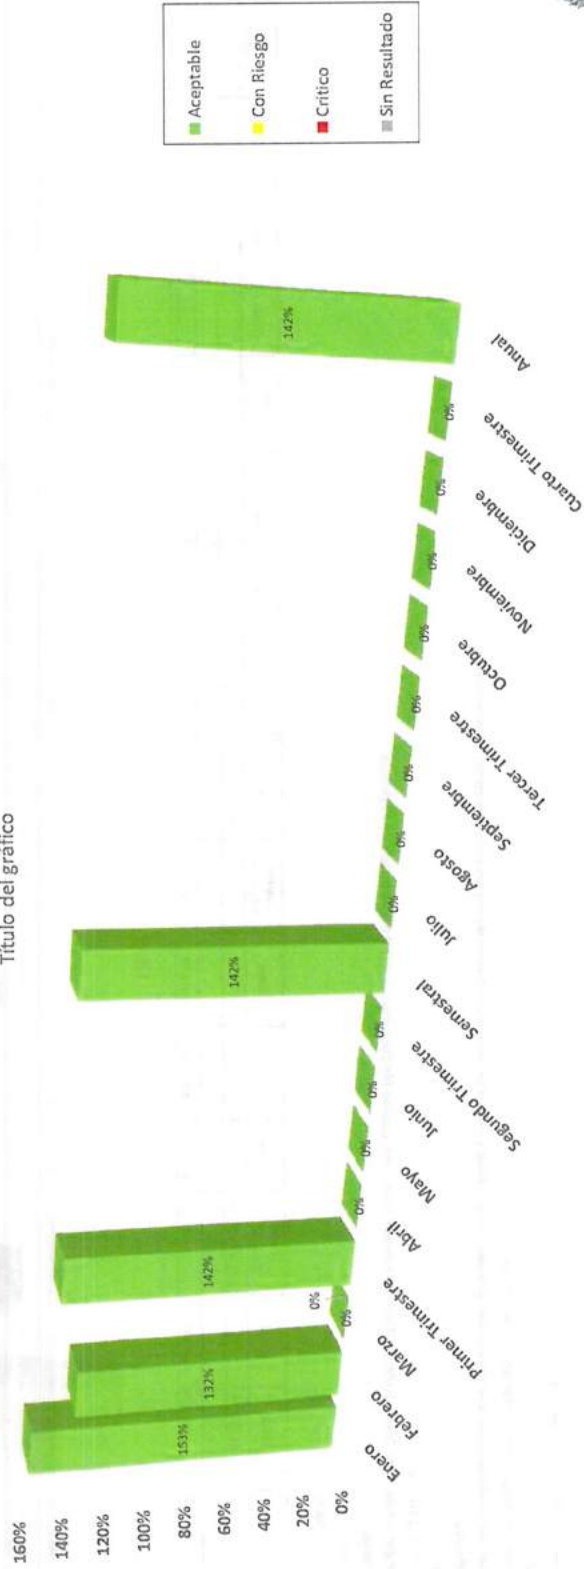 Título del gráfico
160%
140%
120%
100%
80%
60%
40%
20%
0%
153%
132%
0%
0%
142%
0%
0%
0%
0%
142%
0%
0%
0%
0%
0%
0%
0%
0%
142%
Enero
Febrero
Marzo
Primer Trimestre
Abril
Mayo
Junio
Segundo Trimestre
Semestral
Julio
Agosto
Septiembre
Tercer Trimestre
Octubre
Noviembre
Diciembre
Cuarto Trimestre
Anual
Aceptable
Con Riesgo
Crítico
Sin Resultado